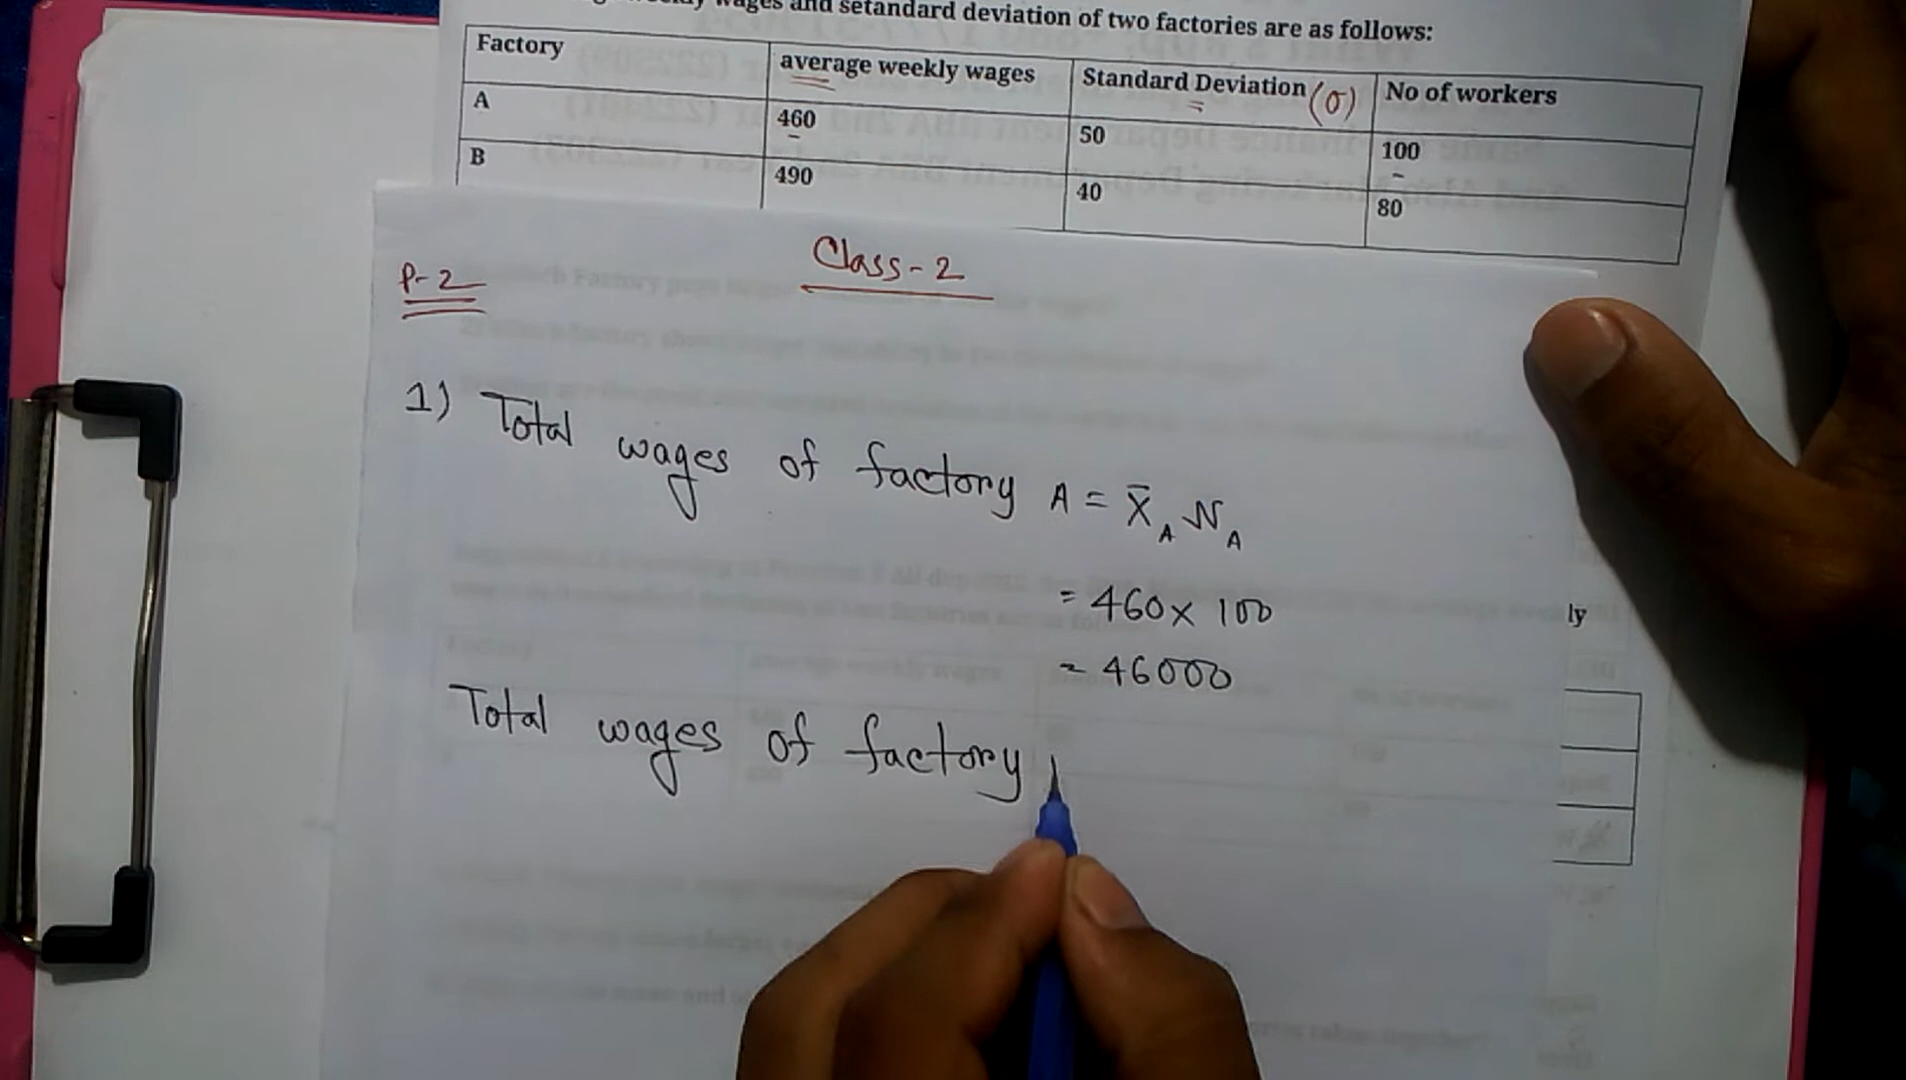 wages and setandard deviation of two factories are as follows:
Factory average weekly wages Standard Deviation (σ) No of workers
A 460 50 100
B 490 40 80
Class-2
P-2
1) Total wages of factory A = X̄A NA
= 460 × 100
= 46000
Total wages of factory
ly